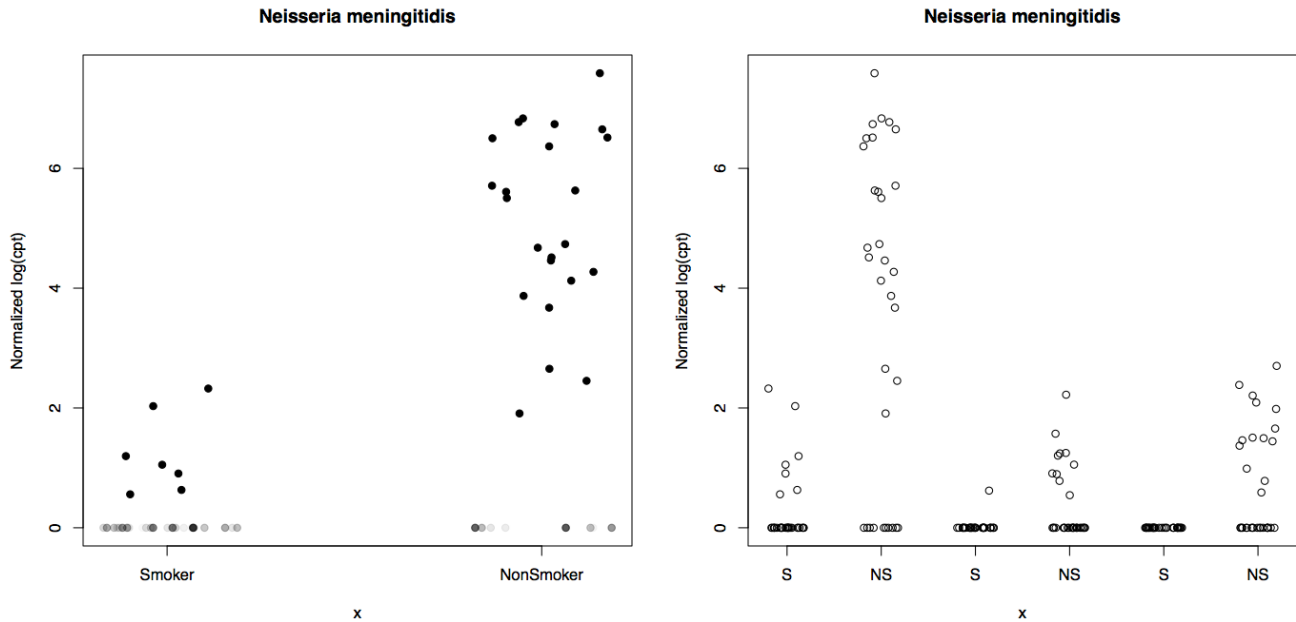 Neisseria meningitidis
Normalized log(cpt)
6
4
2
0
Smoker
NonSmoker
x
Neisseria meningitidis
Normalized log(cpt)
6
4
2
0
S
NS
S
NS
S
NS
x